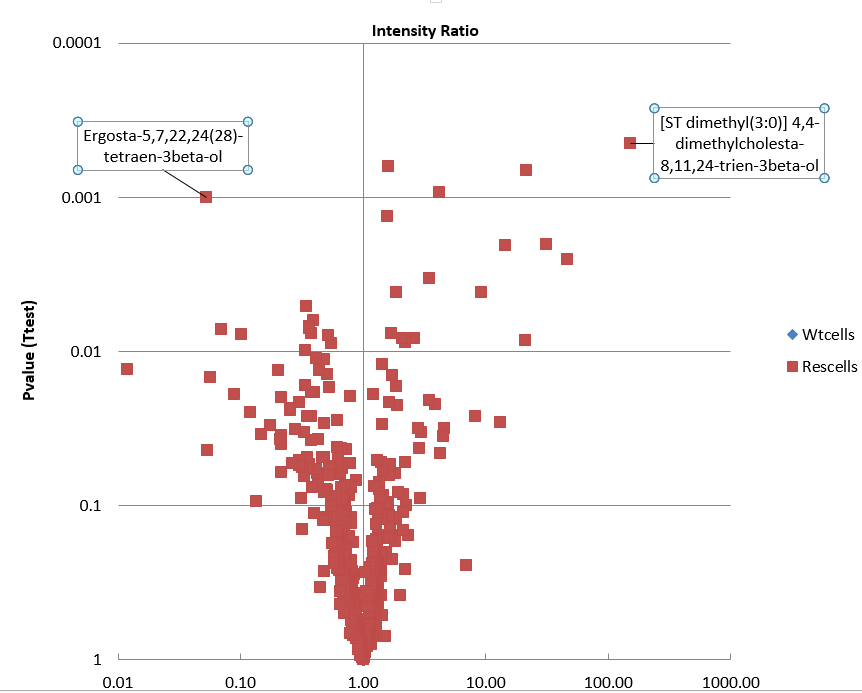 Intensity Ratio
0.0001
Ergosta-5,7,22,24(28)-
tetraen-3beta-ol
[ST dimethyl(3:0)] 4,4-
dimethylcholesta-
8,11,24-trien-3beta-ol
0.001
Pvalue (Ttest)
Wtcells
0.01
Rescells
0.1
1
0.01 0.10 1.00 10.00 100.00 1000.00